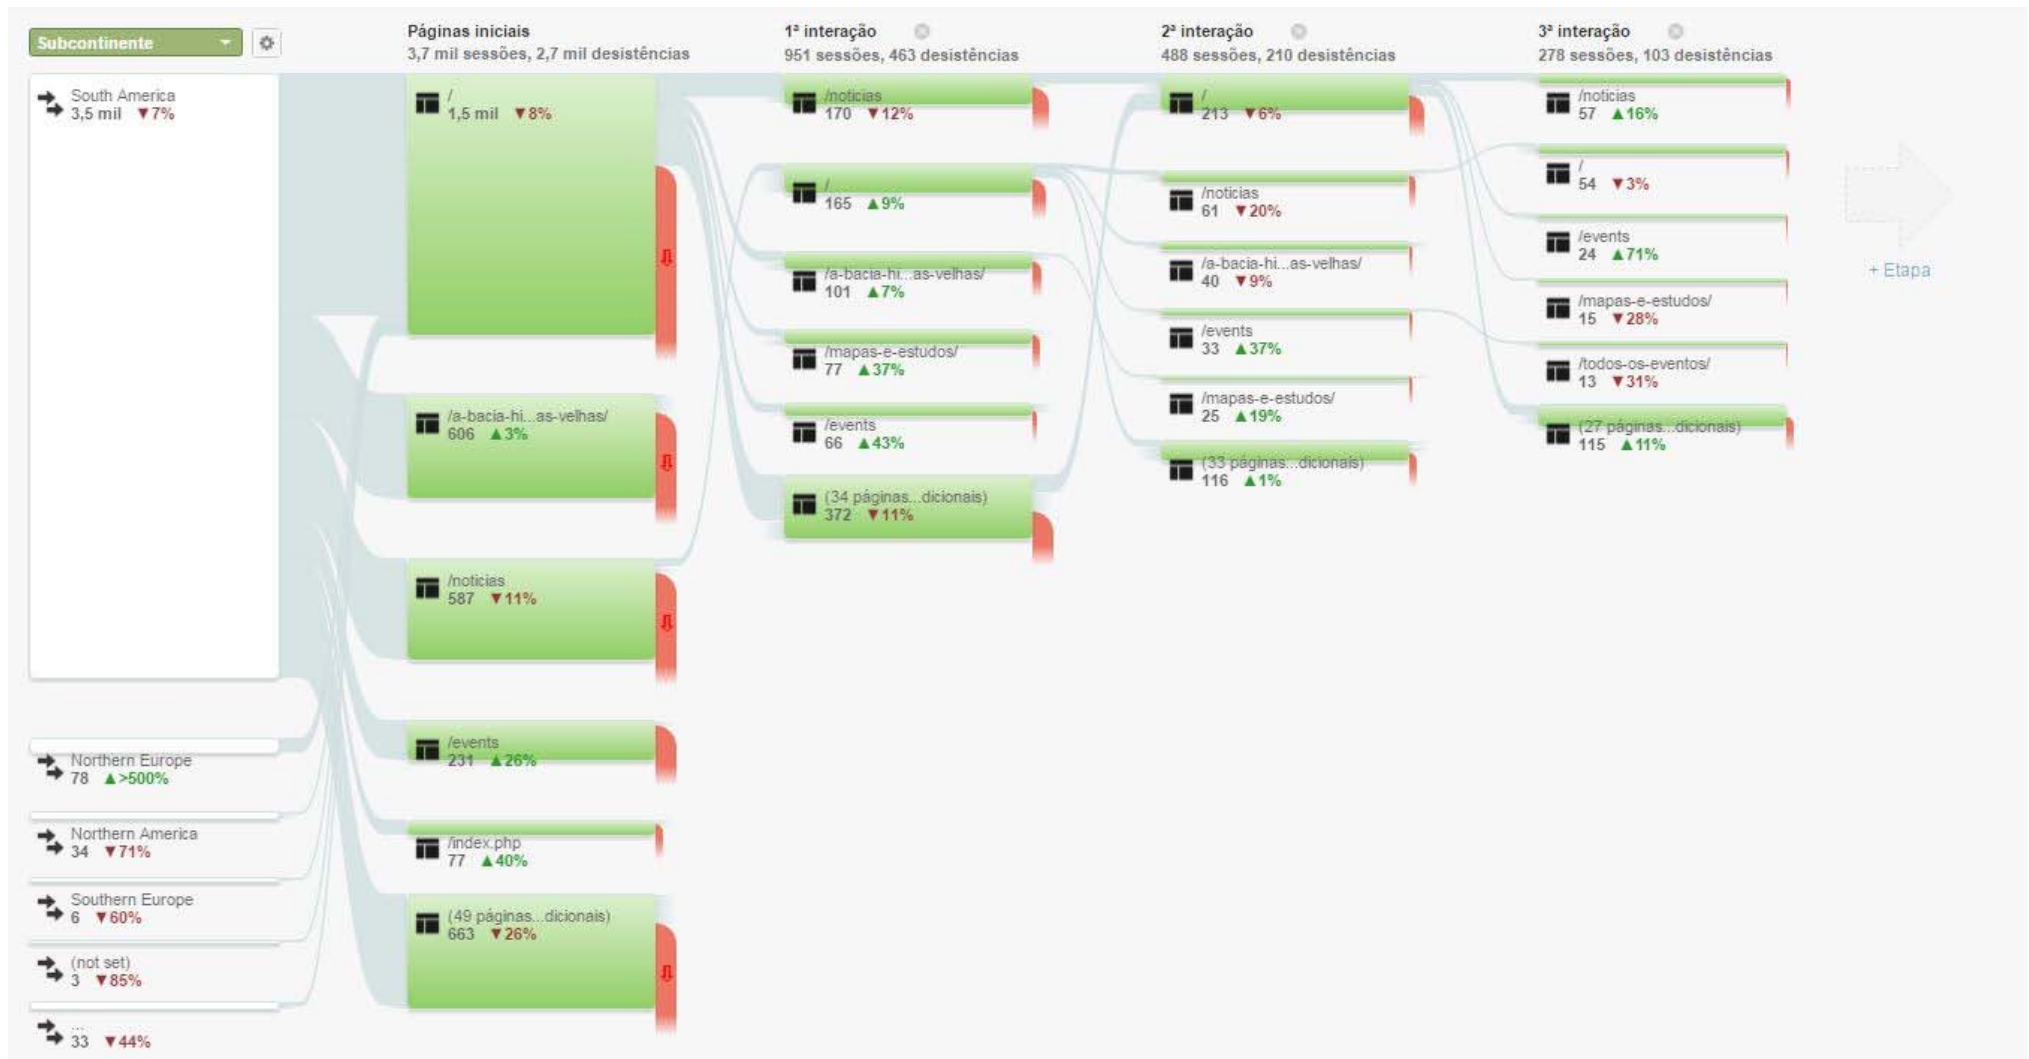 Subcontinente
South America
3,5 mil ▼7%
Northern Europe
78 ▲>500%
Northern America
34 ▼71%
Southern Europe
6 ▼60%
(not set)
3 ▼85%
...
33 ▼44%
Páginas iniciais
3,7 mil sessões, 2,7 mil desistências
/
1,5 mil ▼8%
/a-bacia-hi...as-velhas/
606 ▲3%
/noticias
587 ▼11%
/events
231 ▲26%
/index.php
77 ▲40%
(49 páginas...dicionais)
663 ▼26%
1ª interação
951 sessões, 463 desistências
/noticias
170 ▼12%
/
165 ▲9%
/a-bacia-hi...as-velhas/
101 ▲7%
/mapas-e-estudos/
77 ▲37%
/events
66 ▲43%
(34 páginas...dicionais)
372 ▼11%
2ª interação
488 sessões, 210 desistências
/
213 ▼6%
/noticias
61 ▼20%
/a-bacia-hi...as-velhas/
40 ▼9%
/events
33 ▲37%
/mapas-e-estudos/
25 ▲19%
(33 páginas...dicionais)
116 ▲1%
3ª interação
278 sessões, 103 desistências
/noticias
57 ▲16%
/
54 ▼3%
/events
24 ▲71%
/mapas-e-estudos/
15 ▼28%
/todos-os-eventos/
13 ▼31%
(27 páginas...dicionais)
115 ▲11%
+ Etapa